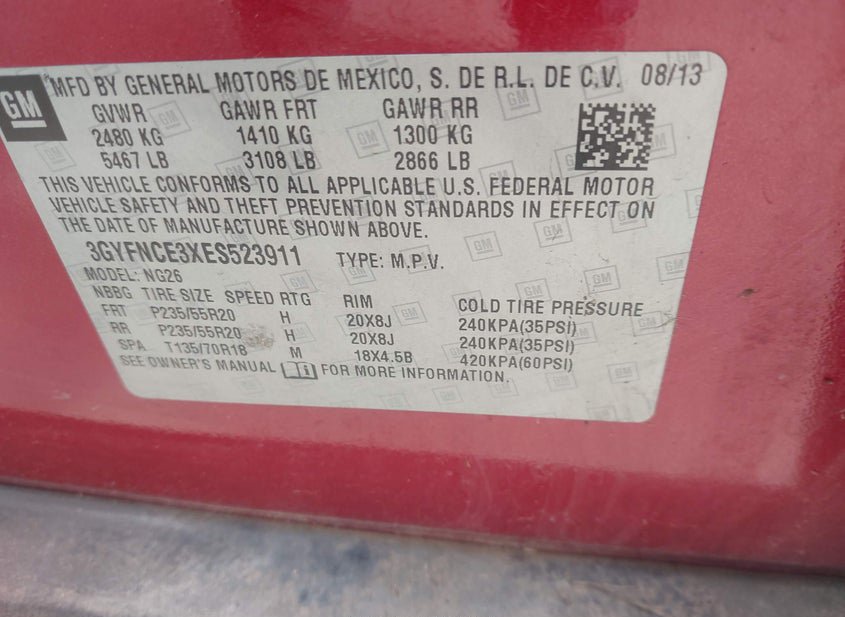 GM
MFD BY GENERAL MOTORS DE MEXICO, S. DE R.L. DE C.V. 08/13
GVWR GAWR FRT GAWR RR
2480 KG 1410 KG 1300 KG
5467 LB 3108 LB 2866 LB
THIS VEHICLE CONFORMS TO ALL APPLICABLE U.S. FEDERAL MOTOR
VEHICLE SAFETY AND THEFT PREVENTION STANDARDS IN EFFECT ON
THE DATE OF MANUFACTURE SHOWN ABOVE.
3GYFNCE3XES523911 TYPE: M.P.V.
MODEL: NG26
NBBG TIRE SIZE SPEED RTG RIM COLD TIRE PRESSURE
FRT P235/55R20 H 20X8J 240KPA(35PSI)
RR P235/55R20 H 20X8J 240KPA(35PSI)
SPA T135/70R18 M 18X4.5B 420KPA(60PSI)
SEE OWNER'S MANUAL FOR MORE INFORMATION.